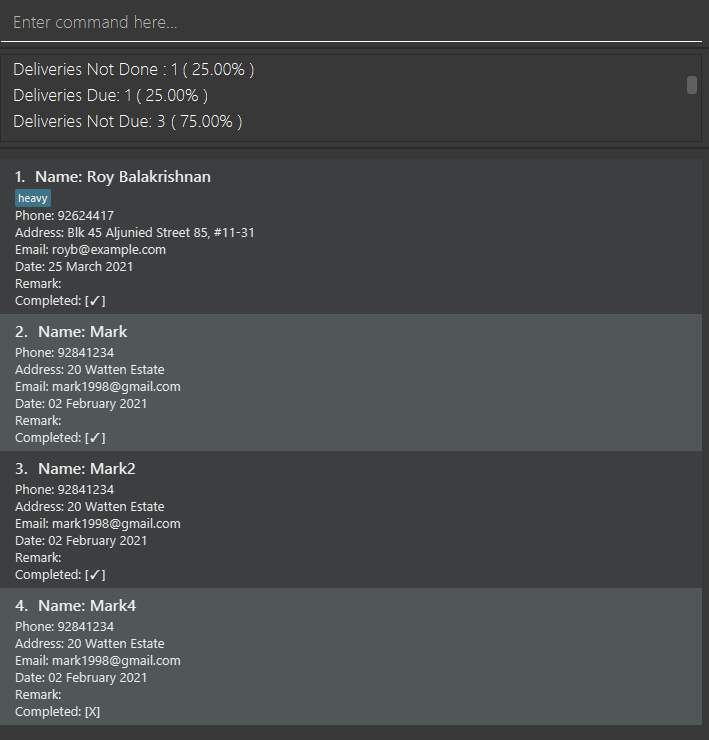 Enter command here...
Deliveries Not Done : 1 ( 25.00% )
Deliveries Due: 1 ( 25.00% )
Deliveries Not Due: 3 ( 75.00% )
1. Name: Roy Balakrishnan
heavy
Phone: 92624417
Address: Blk 45 Aljunied Street 85, #11-31
Email: royb@example.com
Date: 25 March 2021
Remark:
Completed: [✓]
2. Name: Mark
Phone: 92841234
Address: 20 Watten Estate
Email: mark1998@gmail.com
Date: 02 February 2021
Remark:
Completed: [✓]
3. Name: Mark2
Phone: 92841234
Address: 20 Watten Estate
Email: mark1998@gmail.com
Date: 02 February 2021
Remark:
Completed: [✓]
4. Name: Mark4
Phone: 92841234
Address: 20 Watten Estate
Email: mark1998@gmail.com
Date: 02 February 2021
Remark:
Completed: [X]